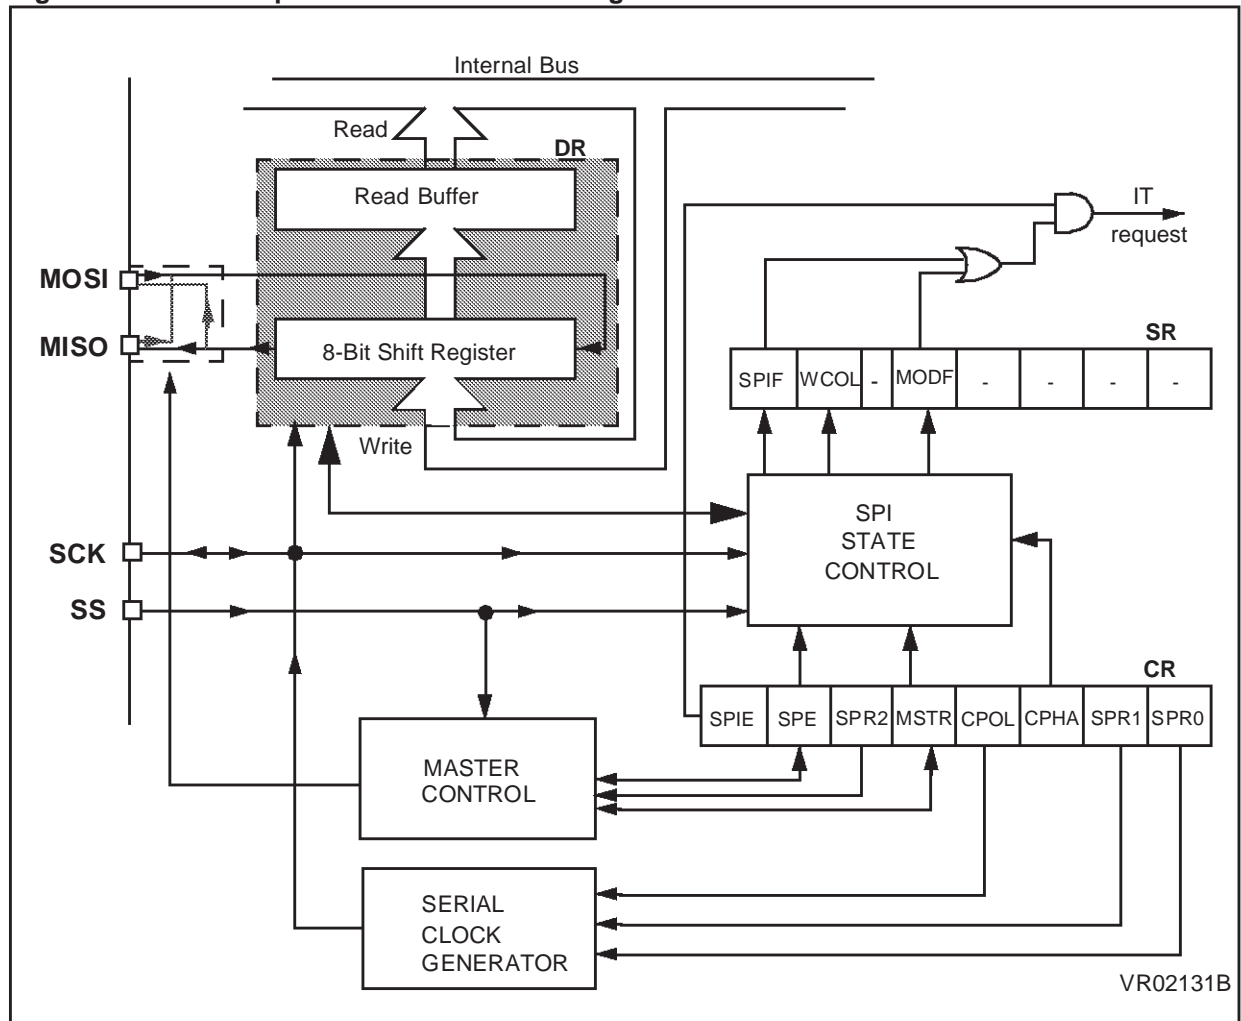 Internal Bus
Read
DR
Read Buffer
IT
request
MOSI
MISO
8-Bit Shift Register
SR
SPIF WCOL - MODF - - - -
Write
SPI
STATE
CONTROL
SCK
SS
CR
SPIE SPE SPR2 MSTR CPOL CPHA SPR1 SPR0
MASTER
CONTROL
SERIAL
CLOCK
GENERATOR
VR02131B